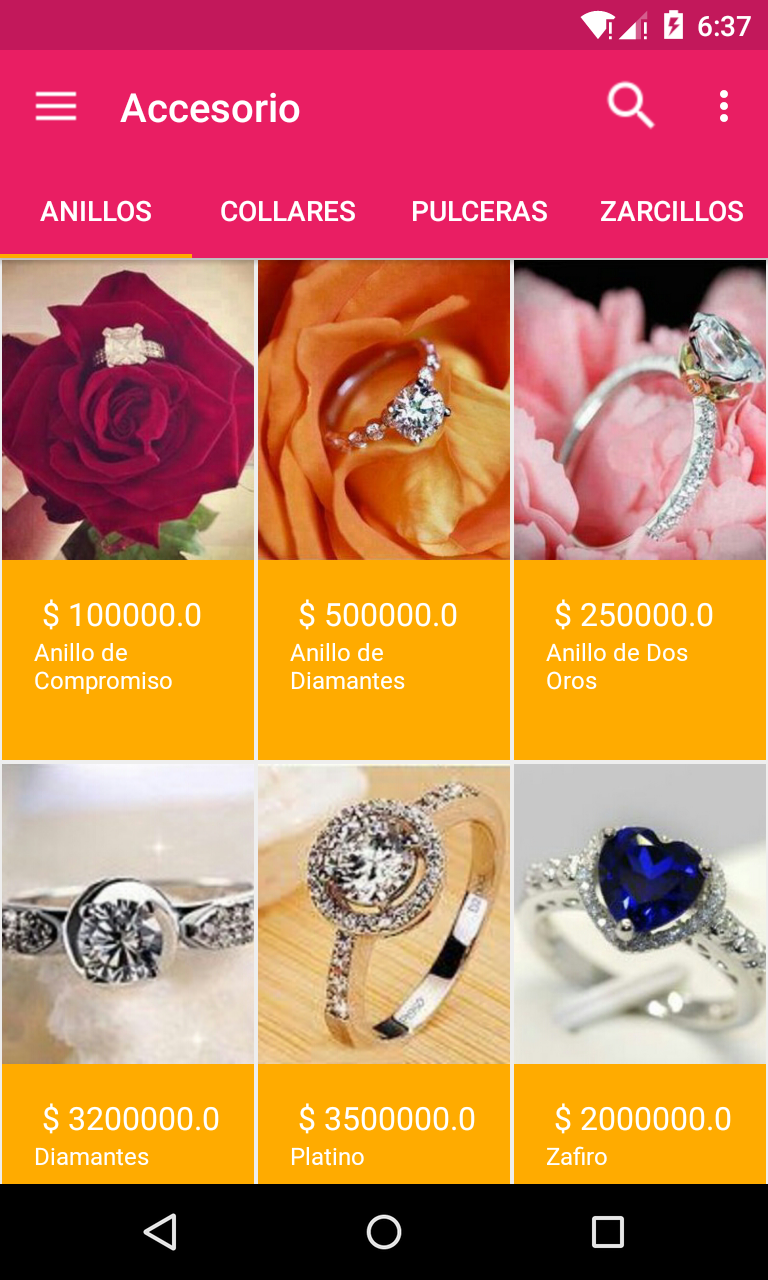 6:37
Accesorio
ANILLOS COLLARES PULCERAS ZARCILLOS
$ 100000.0 $ 500000.0 $ 250000.0
Anillo de Compromiso
Anillo de Diamantes
Anillo de Dos Oros
$ 3200000.0 $ 3500000.0 $ 2000000.0
Diamantes Platino Zafiro